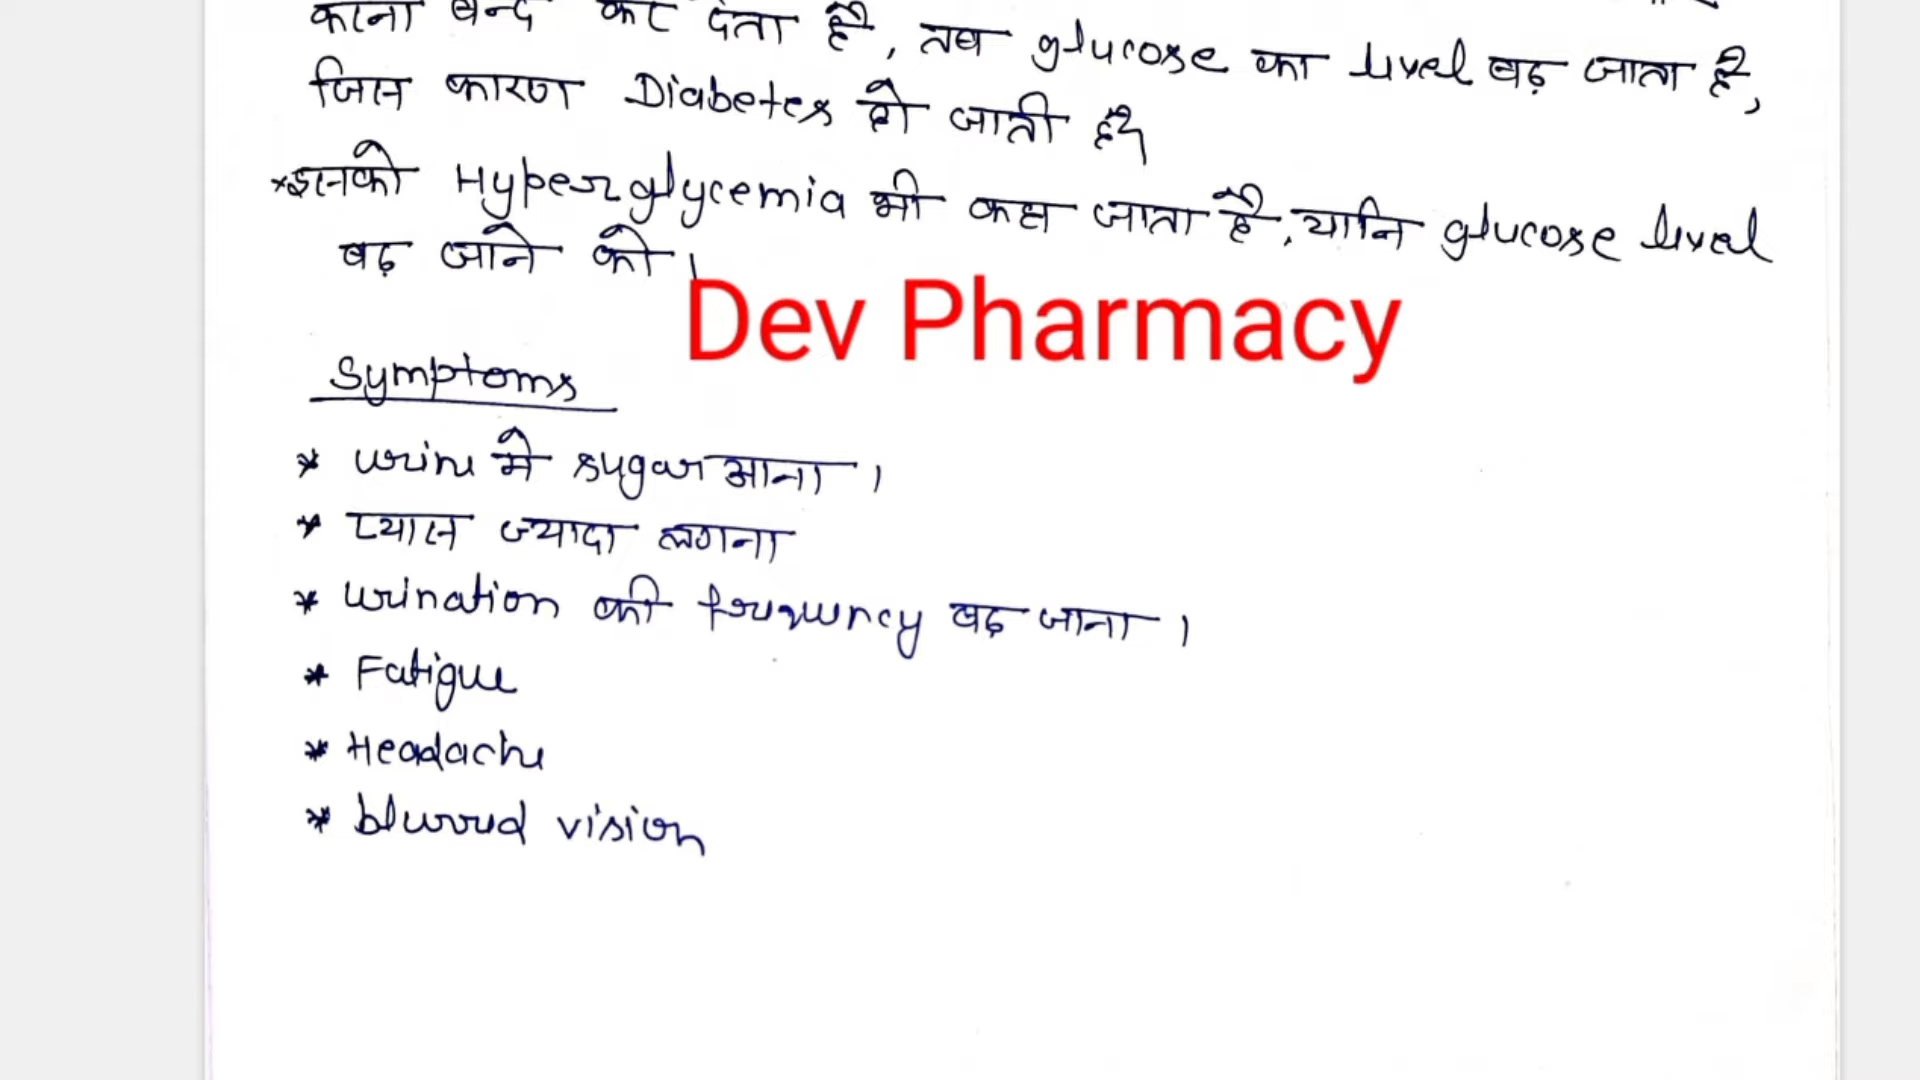 करना बन्द कर देता है, तब glucose का level बढ़ जाता है,
जिस कारण Diabetes हो जाती है।
*इसको Hyperglycemia भी कहा जाता है, यानि glucose level
बढ़ जाने को।
Dev Pharmacy
Symptoms
* urine मे sugar आना।
* प्यास ज्यादा लगना
* urination की frequency बढ़ जाना।
* Fatigue
* Headache
* blurred vision